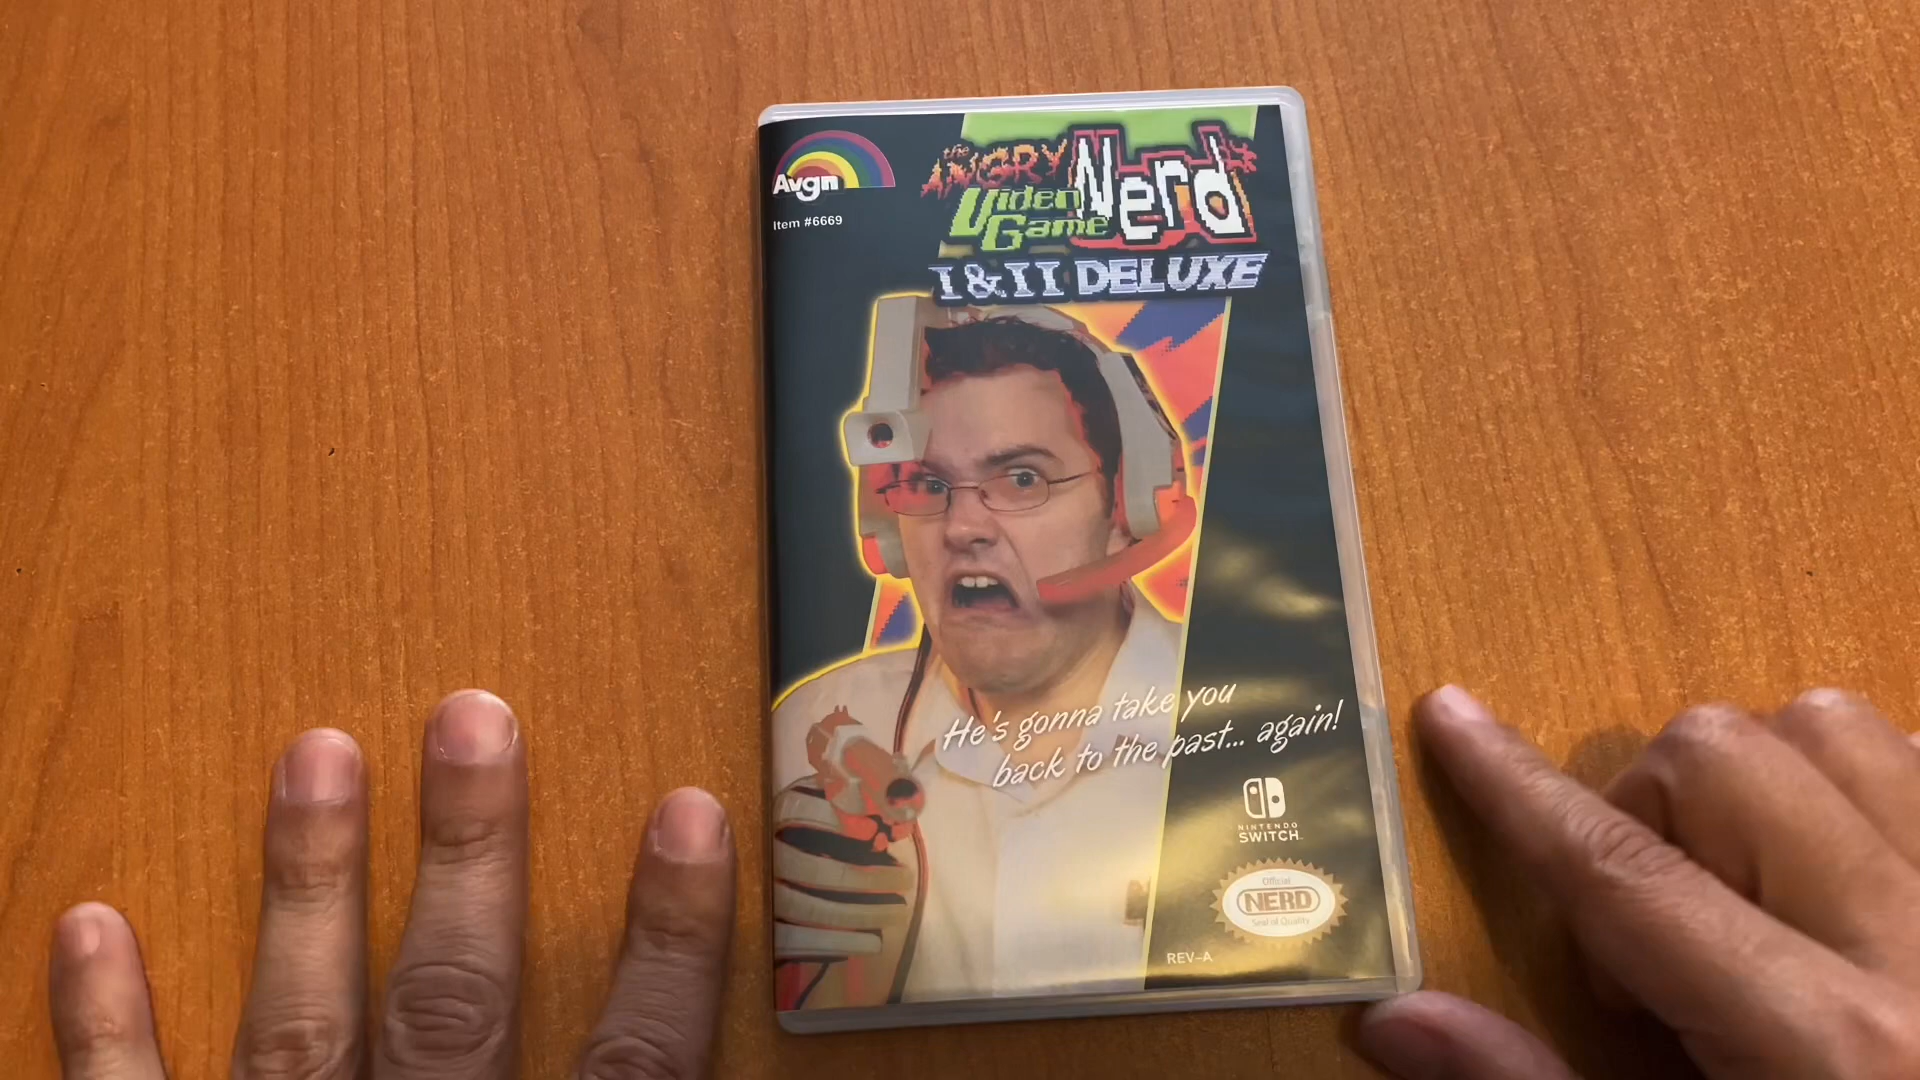 Avgn
Item #6669
the
ANGRY
Video
Game
Nerd
I & II DELUXE
He's gonna take you
back to the past... again!
NINTENDO
SWITCH
Official
NERD
Seal of Quality
REV-A